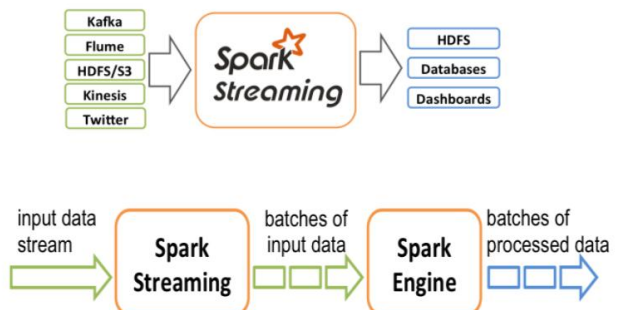 Kafka
Flume
HDFS/S3
Kinesis
Twitter
Spark
Streaming
HDFS
Databases
Dashboards
input data
stream
Spark
Streaming
batches of
input data
Spark
Engine
batches of
processed data